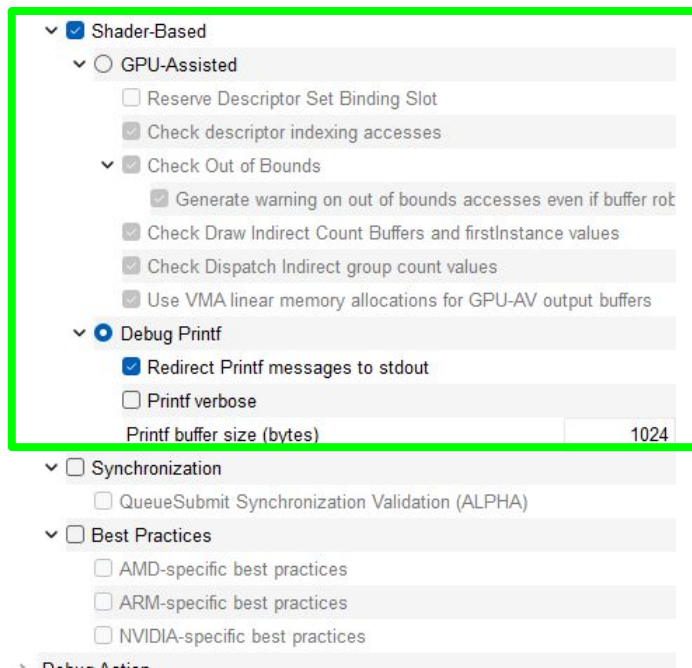 Shader-Based
GPU-Assisted
Reserve Descriptor Set Binding Slot
Check descriptor indexing accesses
Check Out of Bounds
Generate warning on out of bounds accesses even if buffer rob
Check Draw Indirect Count Buffers and firstInstance values
Check Dispatch Indirect group count values
Use VMA linear memory allocations for GPU-AV output buffers
Debug Printf
Redirect Printf messages to stdout
Printf verbose
Printf buffer size (bytes) 1024
Synchronization
QueueSubmit Synchronization Validation (ALPHA)
Best Practices
AMD-specific best practices
ARM-specific best practices
NVIDIA-specific best practices
Debug Action